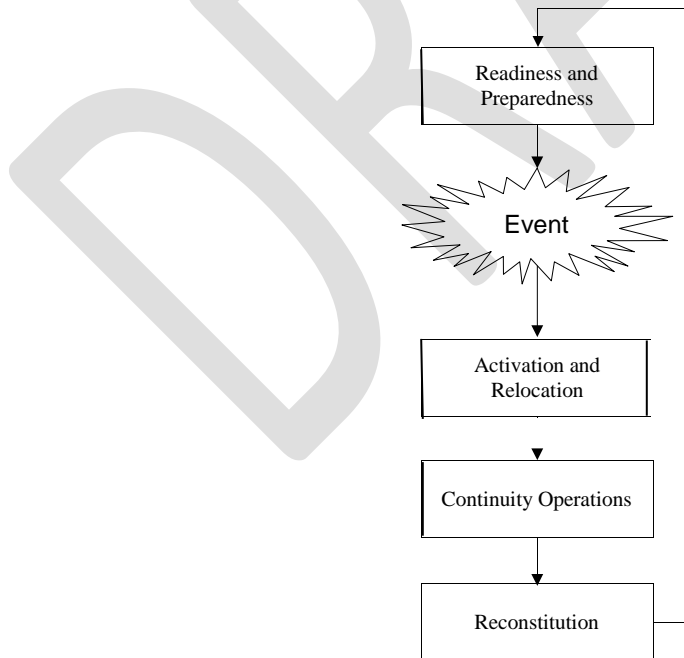 Readiness and
Preparedness
Event
Activation and
Relocation
Continuity Operations
Reconstitution